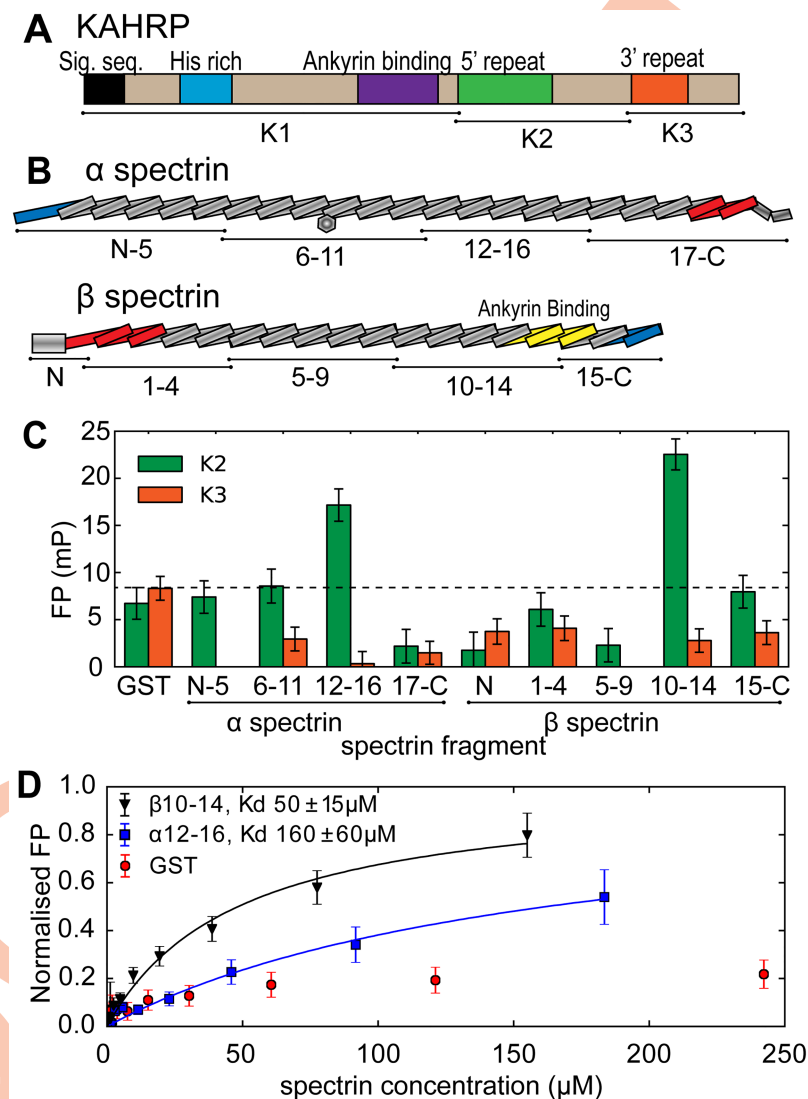 A KAHRP
Sig. seq. His rich Ankyrin binding 5' repeat 3' repeat
K1 K2 K3
B α spectrin
N-5 6-11 12-16 17-C
β spectrin
Ankyrin Binding
N 1-4 5-9 10-14 15-C
C
25
20
15
10
5
0
FP (mP)
K2
K3
GST N-5 6-11 12-16 17-C N 1-4 5-9 10-14 15-C
α spectrin β spectrin
spectrin fragment
D
1.0
0.8
0.6
0.4
0.2
0.0
Normalised FP
β10-14, Kd 50 ±15µM
α12-16, Kd 160 ±60µM
GST
0 50 100 150 200 250
spectrin concentration (µM)